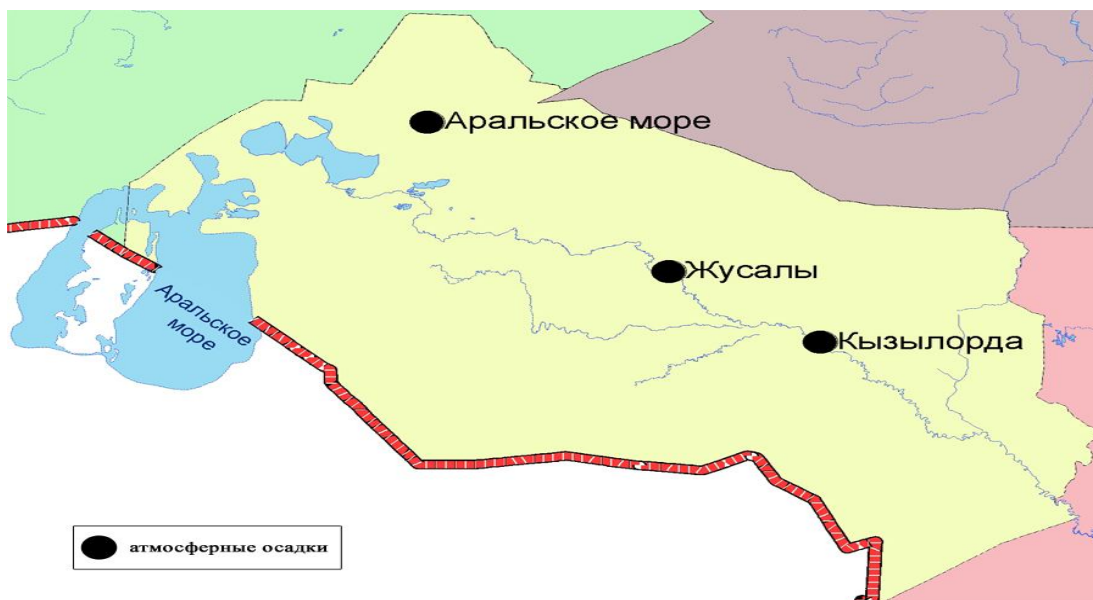 Аральское море
Жусалы
Аральское
море
Кызылорда
атмосферные осадки